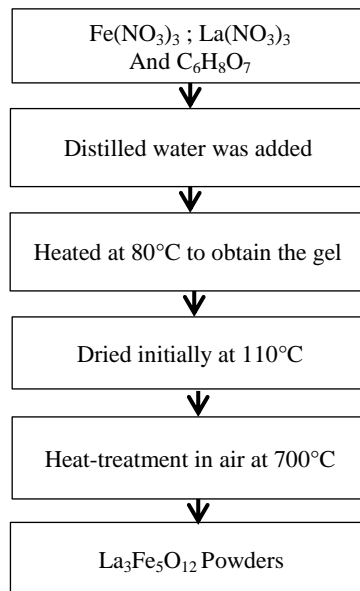 Fe(NO₃)₃ ; La(NO₃)₃
And C₆H₈O₇
Distilled water was added
Heated at 80°C to obtain the gel
Dried initially at 110°C
Heat-treatment in air at 700°C
La₃Fe₅O₁₂ Powders